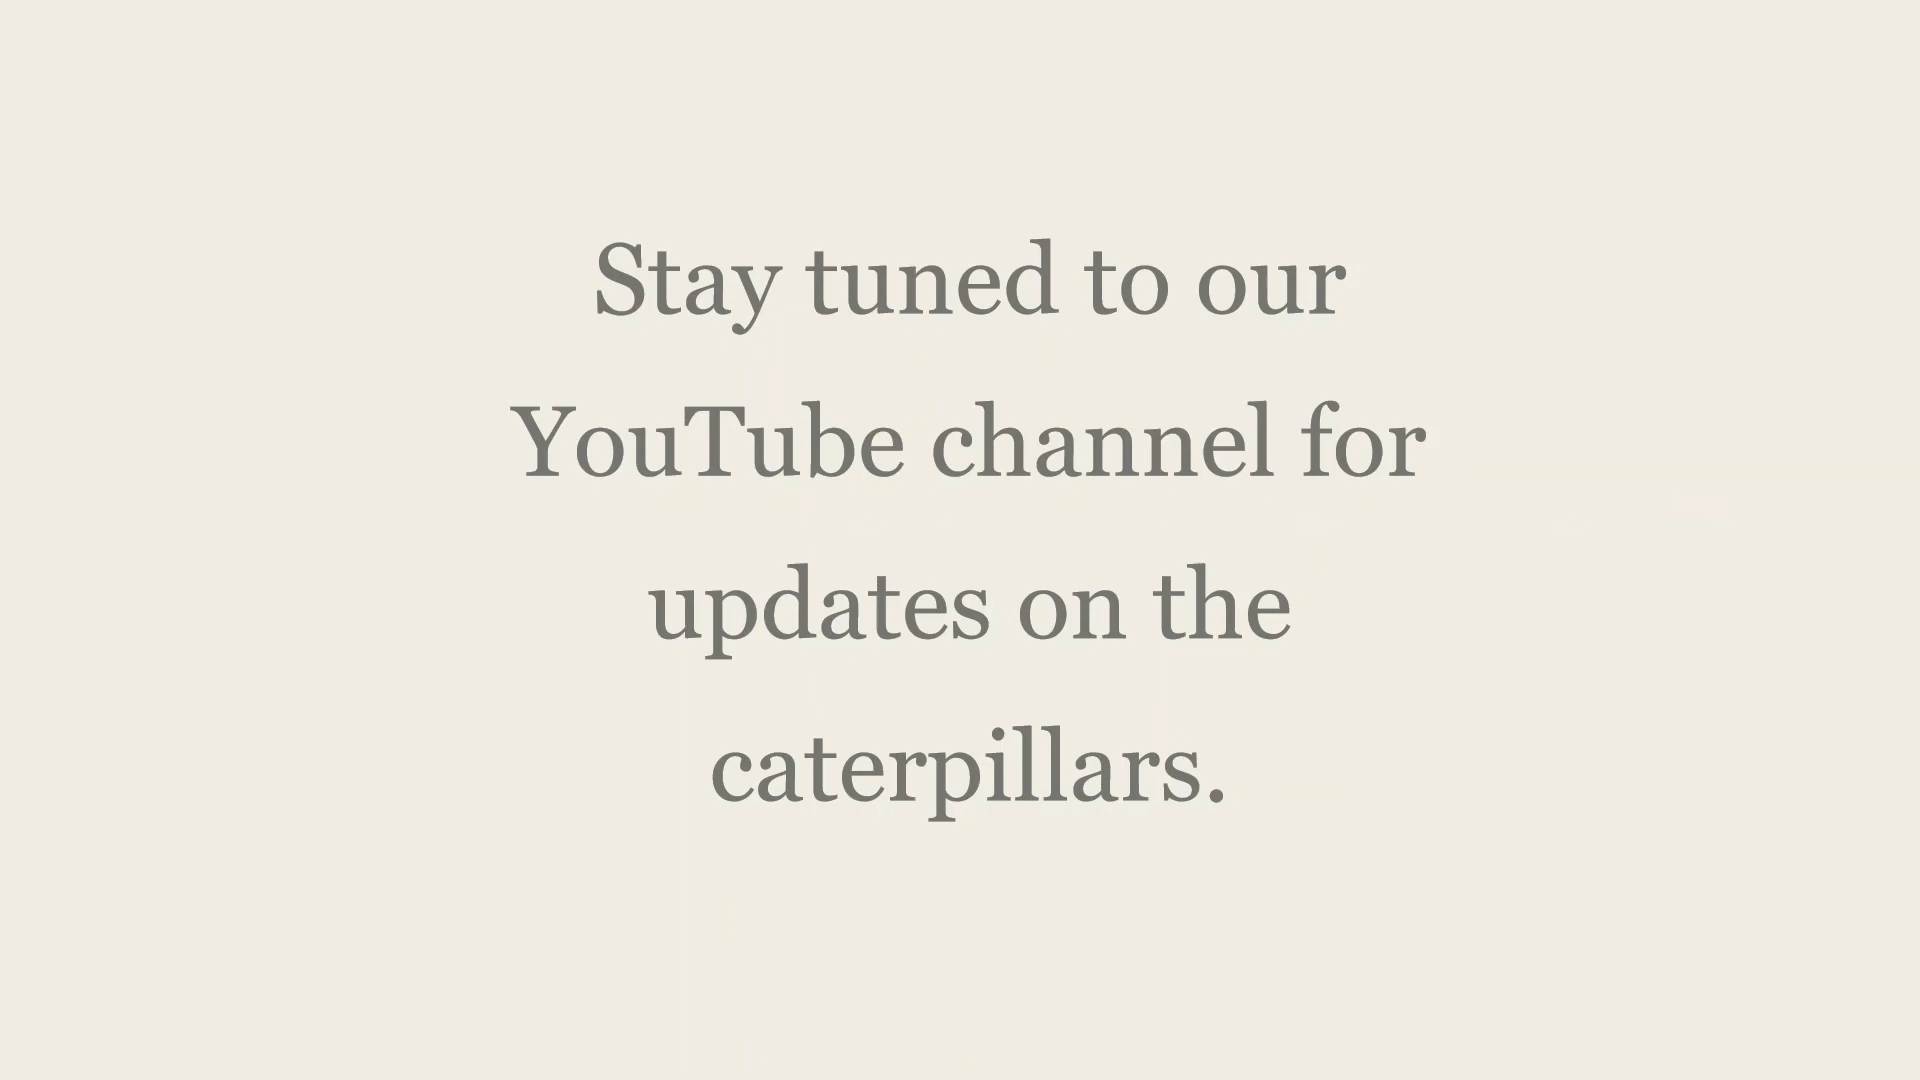 Stay tuned to our
YouTube channel for
updates on the
caterpillars.